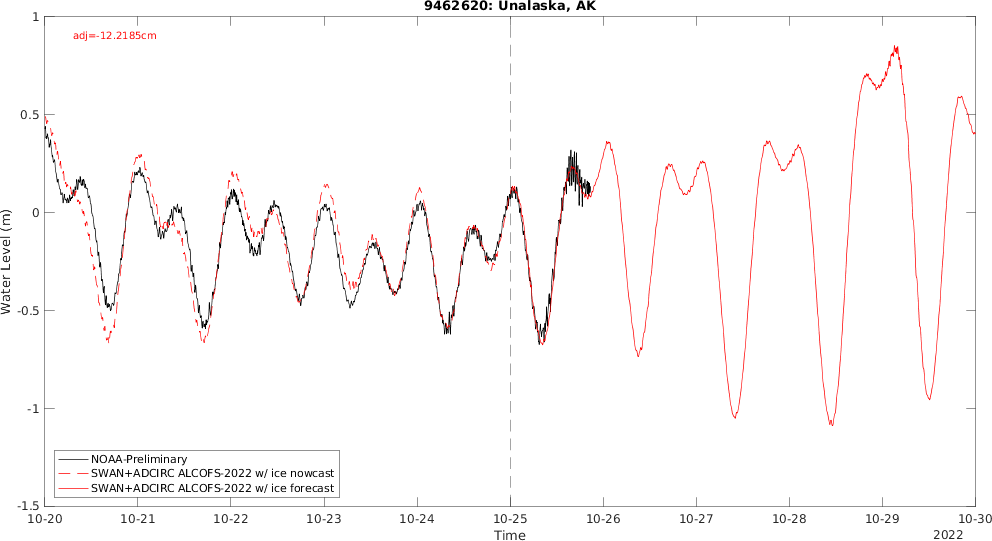 9462620: Unalaska, AK
adj=-12.2185cm
1
0.5
0
-0.5
-1
-1.5
Water Level (m)
NOAA-Preliminary
SWAN+ADCIRC ALCOFS-2022 w/ ice nowcast
SWAN+ADCIRC ALCOFS-2022 w/ ice forecast
10-20 10-21 10-22 10-23 10-24 10-25 10-26 10-27 10-28 10-29 10-30
Time
2022